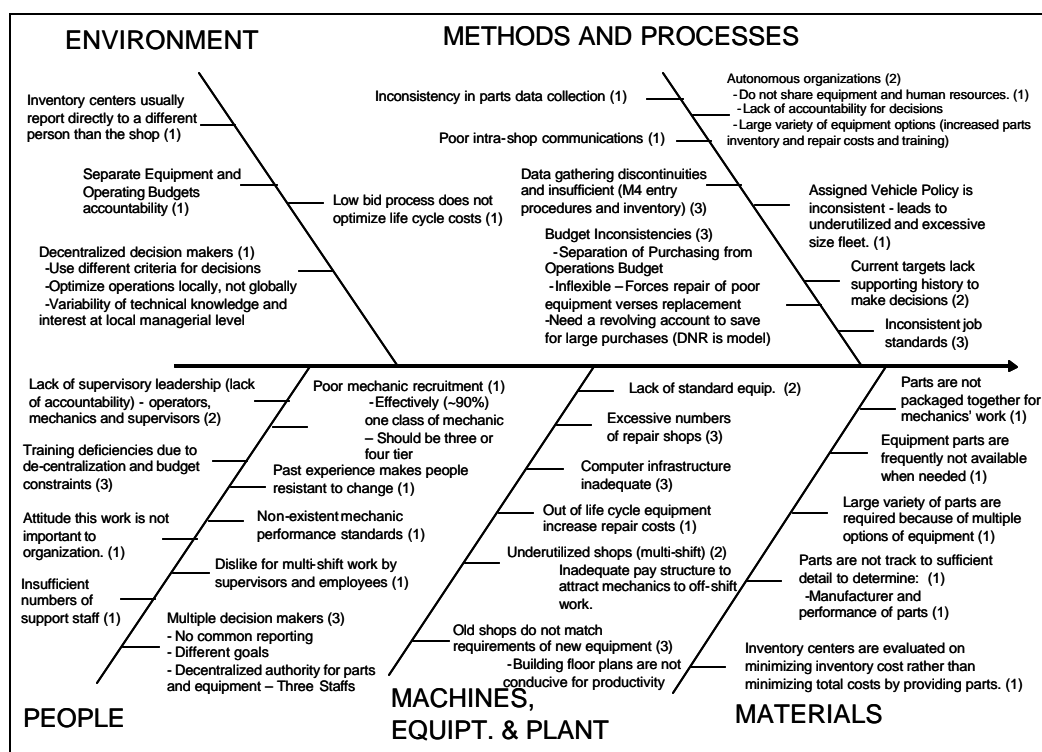 ENVIRONMENT
METHODS AND PROCESSES
Inventory centers usually
report directly to a different
person than the shop (1)
Separate Equipment and
Operating Budgets
accountability (1)
Low bid process does not
optimize life cycle costs (1)
Decentralized decision makers (1)
-Use different criteria for decisions
-Optimize operations locally, not globally
-Variability of technical knowledge and
interest at local managerial level
Inconsistency in parts data collection (1)
Poor intra-shop communications (1)
Data gathering discontinuities
and insufficient (M4 entry
procedures and inventory) (3)
Budget Inconsistencies (3)
-Separation of Purchasing from
Operations Budget
-Inflexible – Forces repair of poor
equipment verses replacement
-Need a revolving account to save
for large purchases (DNR is model)
Autonomous organizations (2)
-Do not share equipment and human resources. (1)
-Lack of accountability for decisions
-Large variety of equipment options (increased parts
inventory and repair costs and training)
Assigned Vehicle Policy is
inconsistent - leads to
underutilized and excessive
size fleet. (1)
Current targets lack
supporting history to
make decisions (2)
Inconsistent job
standards (3)
Lack of supervisory leadership (lack
of accountability) - operators,
mechanics and supervisors (2)
Training deficiencies due to
de-centralization and budget
constraints (3)
Attitude this work is not
important to
organization. (1)
Insufficient
numbers of
support staff (1)
Poor mechanic recruitment (1)
-Effectively (~90%)
one class of mechanic
– Should be three or
four tier
Past experience makes people
resistant to change (1)
Non-existent mechanic
performance standards (1)
Dislike for multi-shift work by
supervisors and employees (1)
Multiple decision makers (3)
- No common reporting
- Different goals
- Decentralized authority for parts
and equipment – Three Staffs
PEOPLE
Lack of standard equip. (2)
Excessive numbers
of repair shops (3)
Computer infrastructure
inadequate (3)
Out of life cycle equipment
increase repair costs (1)
Underutilized shops (multi-shift) (2)
Inadequate pay structure to
attract mechanics to off-shift
work.
Old shops do not match
requirements of new equipment (3)
-Building floor plans are not
conducive for productivity
MACHINES,
EQUIPT. & PLANT
Parts are not
packaged together for
mechanics' work (1)
Equipment parts are
frequently not available
when needed (1)
Large variety of parts are
required because of multiple
options of equipment (1)
Parts are not track to sufficient
detail to determine: (1)
-Manufacturer and
performance of parts (1)
Inventory centers are evaluated on
minimizing inventory cost rather than
minimizing total costs by providing parts. (1)
MATERIALS